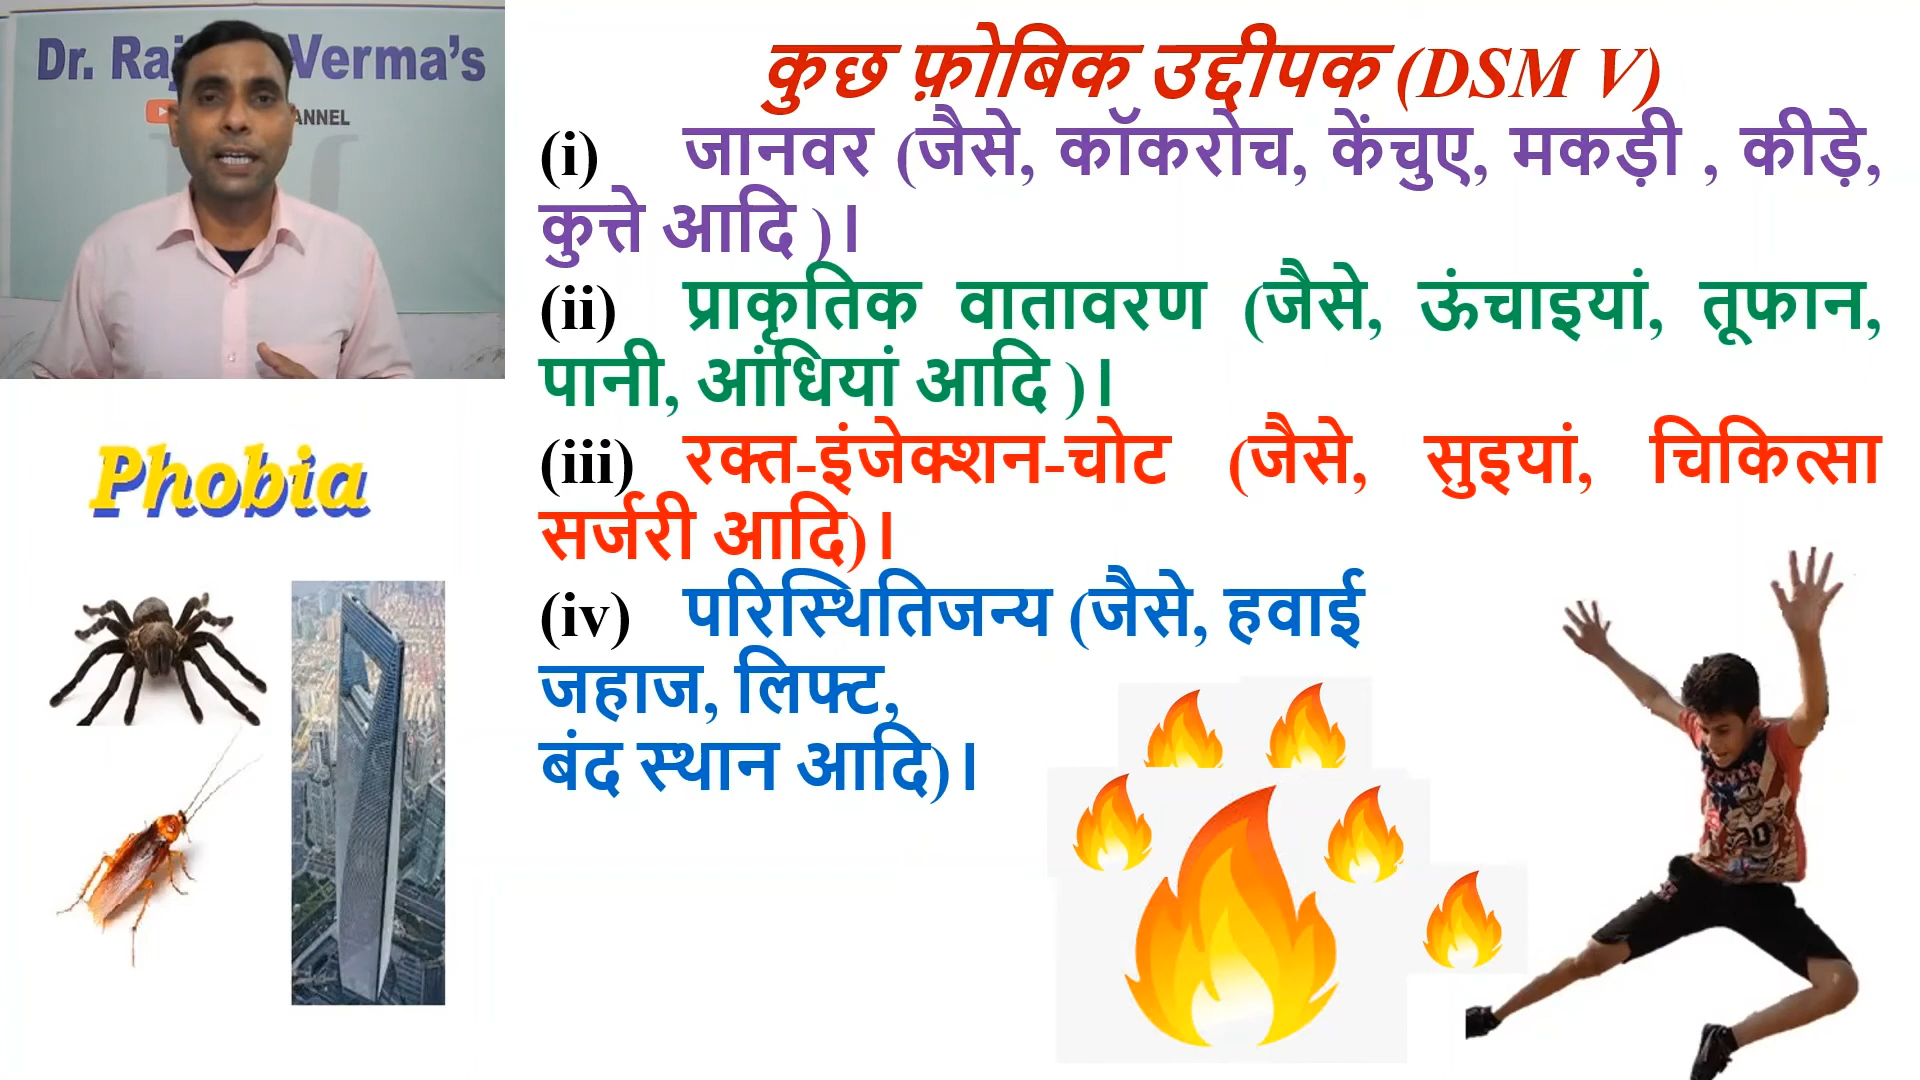 Dr. Ra Verma's
ANNEL
कुछ फ़ोबिक उद्दीपक (DSM V)
(i) जानवर (जैसे, कॉकरोच, केंचुए, मकड़ी , कीड़े,
कुत्ते आदि )।
(ii) प्राकृतिक वातावरण (जैसे, ऊंचाइयां, तूफान,
पानी, आंधियां आदि )।
(iii) रक्त-इंजेक्शन-चोट (जैसे, सुइयां, चिकित्सा
सर्जरी आदि)।
(iv) परिस्थितिजन्य (जैसे, हवाई
जहाज, लिफ्ट,
बंद स्थान आदि)।
Phobia